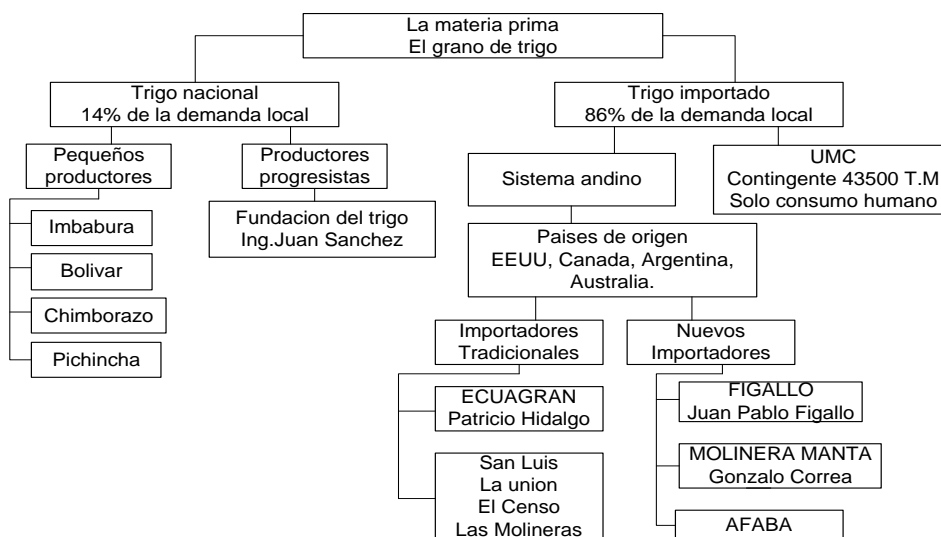 La materia prima
El grano de trigo
Trigo nacional
14% de la demanda local
Trigo importado
86% de la demanda local
Pequeños
productores
Productores
progresistas
Sistema andino
UMC
Contingente 43500 T.M
Solo consumo humano
Imbabura
Bolivar
Chimborazo
Pichincha
Fundacion del trigo
Ing.Juan Sanchez
Paises de origen
EEUU, Canada, Argentina,
Australia.
Importadores
Tradicionales
Nuevos
Importadores
ECUAGRAN
Patricio Hidalgo
San Luis
La union
El Censo
Las Molineras
FIGALLO
Juan Pablo Figallo
MOLINERA MANTA
Gonzalo Correa
AFABA